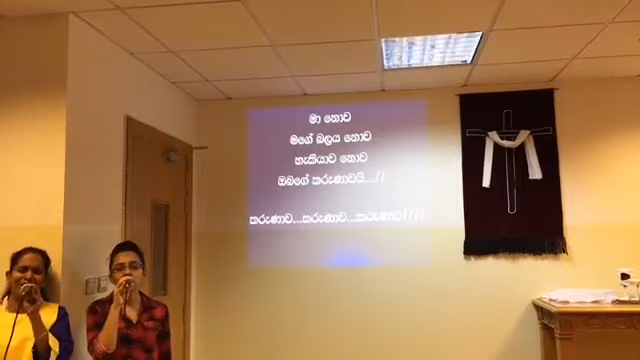 මා නොව
මගේ බලය නොව
හැකියාව නොව
ඔබගේ කරුණාවයි...//
කරුණාව...කරුණාව...කරුණාව////